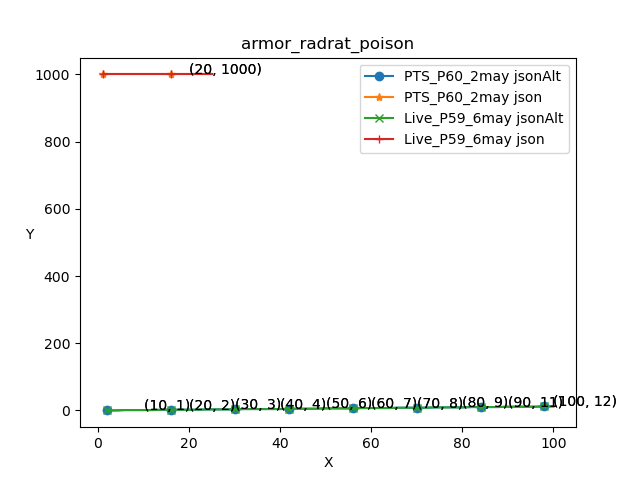 armor_radrat_poison
PTS_P60_2may jsonAlt
PTS_P60_2may json
Live_P59_6may jsonAlt
Live_P59_6may json
(20, 1000)
1000
800
600
400
200
0
Y
(10, 1)
(20, 2)
(30, 3)
(40, 4)
(50, 6)
(60, 7)
(70, 8)
(80, 9)
(90, 11)
(100, 12)
0 20 40 60 80 100
X